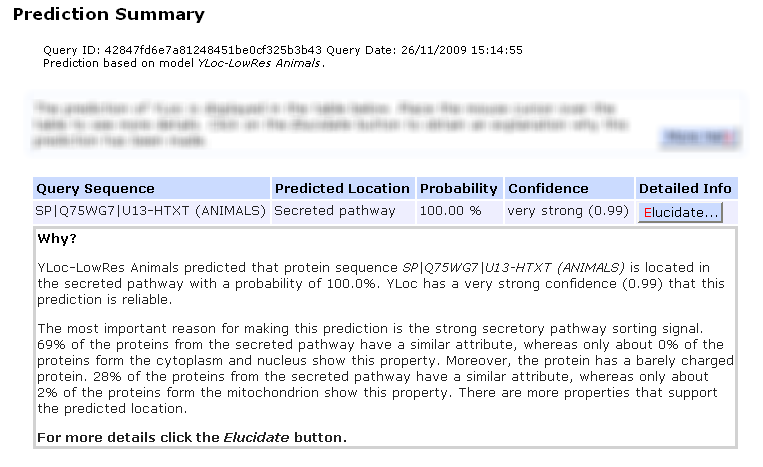 Prediction Summary
Query ID: 42847fd6e7a81248451be0cf325b3b43 Query Date: 26/11/2009 15:14:55
Prediction based on model YLoc-LowRes Animals.
Query Sequence Predicted Location Probability Confidence Detailed Info
SP|Q75WG7|U13-HTXT (ANIMALS) Secreted pathway 100.00 % very strong (0.99) Elucidate...
Why?
YLoc-LowRes Animals predicted that protein sequence SP|Q75WG7|U13-HTXT (ANIMALS) is located in
the secreted pathway with a probability of 100.0%. YLoc has a very strong confidence (0.99) that this
prediction is reliable.
The most important reason for making this prediction is the strong secretory pathway sorting signal.
69% of the proteins from the secreted pathway have a similar attribute, whereas only about 0% of the
proteins form the cytoplasm and nucleus show this property. Moreover, the protein has a barely charged
protein. 28% of the proteins from the secreted pathway have a similar attribute, whereas only about
2% of the proteins form the mitochondrion show this property. There are more properties that support
the predicted location.
For more details click the Elucidate button.